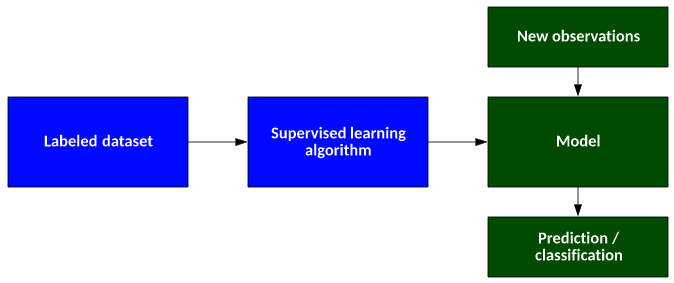 New observations
Labeled dataset
Supervised learning
algorithm
Model
Prediction /
classification